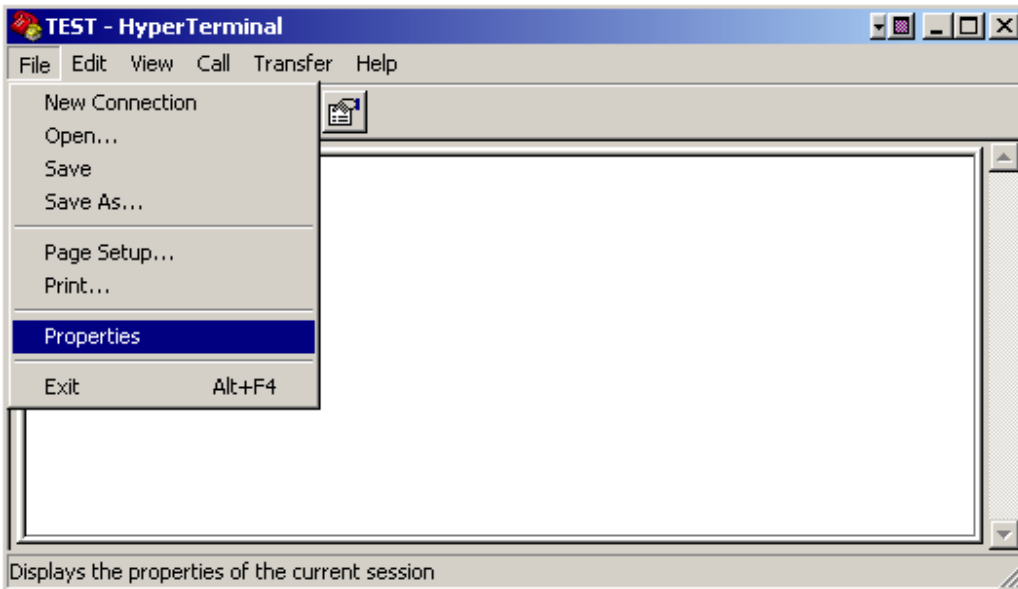 TEST - HyperTerminal
File Edit View Call Transfer Help
New Connection
Open...
Save
Save As...
Page Setup...
Print...
Properties
Exit Alt+F4
Displays the properties of the current session